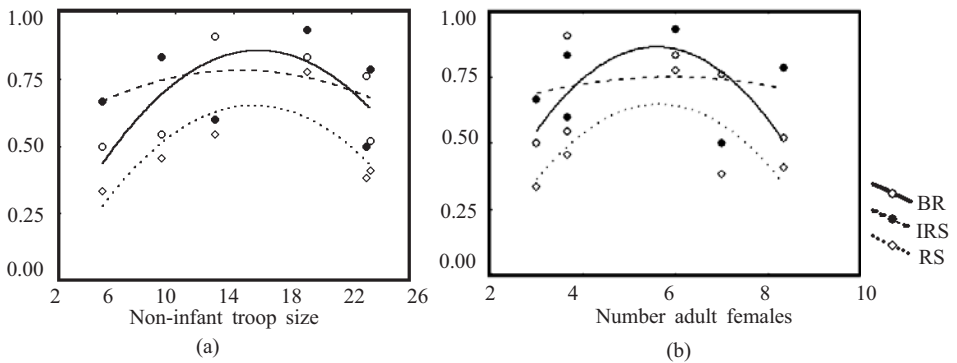 1.00
0.75
0.50
0.25
0.00
2 6 10 14 18 22 26
Non-infant troop size
(a)
1.00
0.75
0.50
0.25
0.00
2 4 6 8 10
Number adult females
(b)
BR
IRS
RS